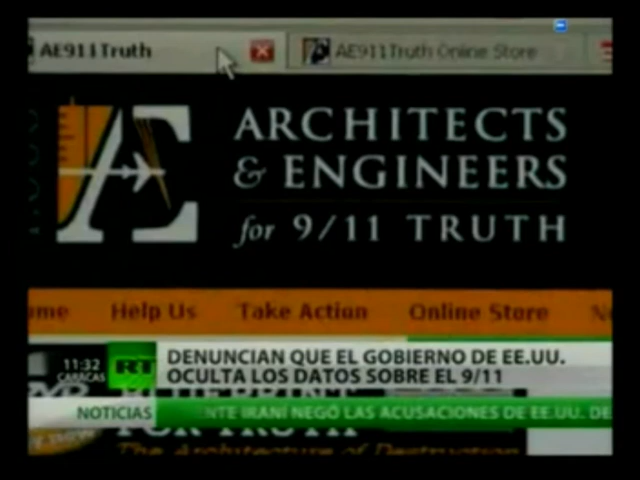 AE911Truth
AE911Truth Online Store
ARCHITECTS
& ENGINEERS
for 9/11 TRUTH
Help Us Take Action Online Store
11:32
CARACAS
RT
DENUNCIAN QUE EL GOBIERNO DE EE.UU.
OCULTA LOS DATOS SOBRE EL 9/11
NOTICIAS
NTE IRANÍ NEGÓ LAS ACUSACIONES DE EE.UU. DE
FOR TRUTH
The Architecture of Destruction